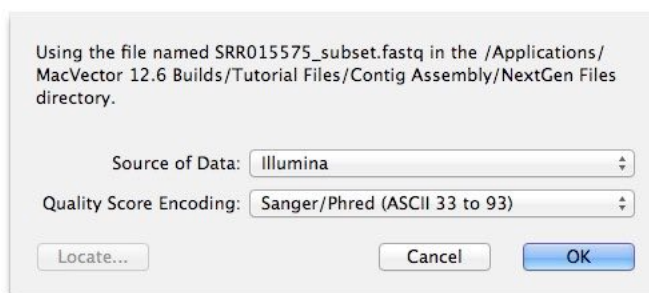 Using the file named SRR015575_subset.fastq in the /Applications/
MacVector 12.6 Builds/Tutorial Files/Contig Assembly/NextGen Files
directory.
Source of Data: Illumina
Quality Score Encoding: Sanger/Phred (ASCII 33 to 93)
Locate... Cancel OK